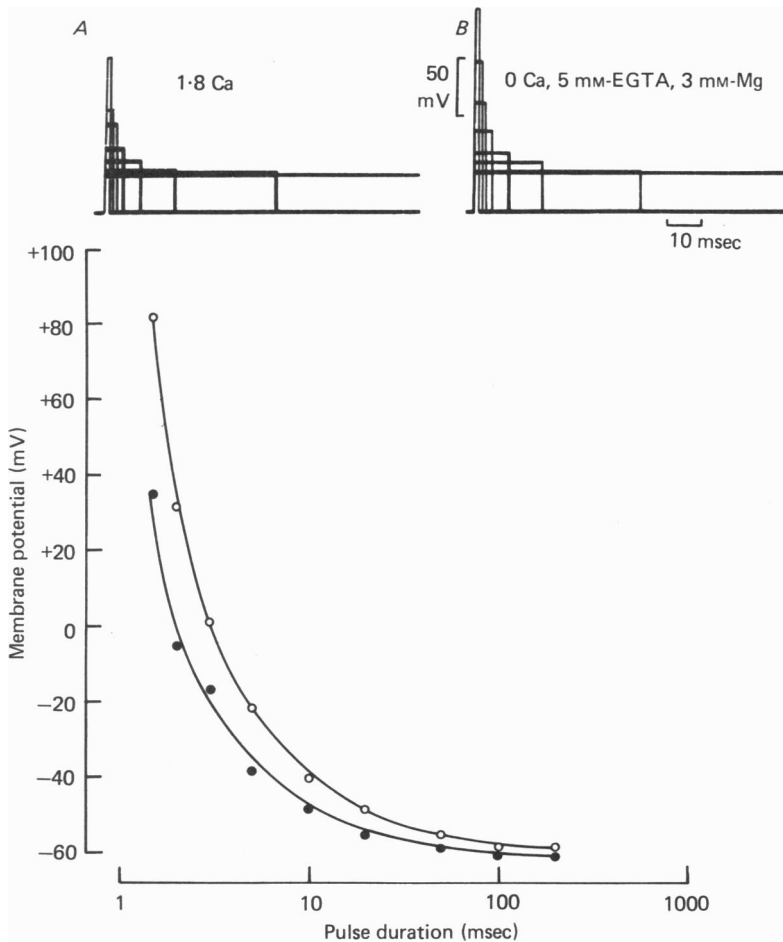 A
1·8 Ca
B
50
mV
0 Ca, 5 mM-EGTA, 3 mM-Mg
10 msec
+100
+80
+60
+40
+20
0
−20
−40
−60
Membrane potential (mV)
1
10
100
1000
Pulse duration (msec)